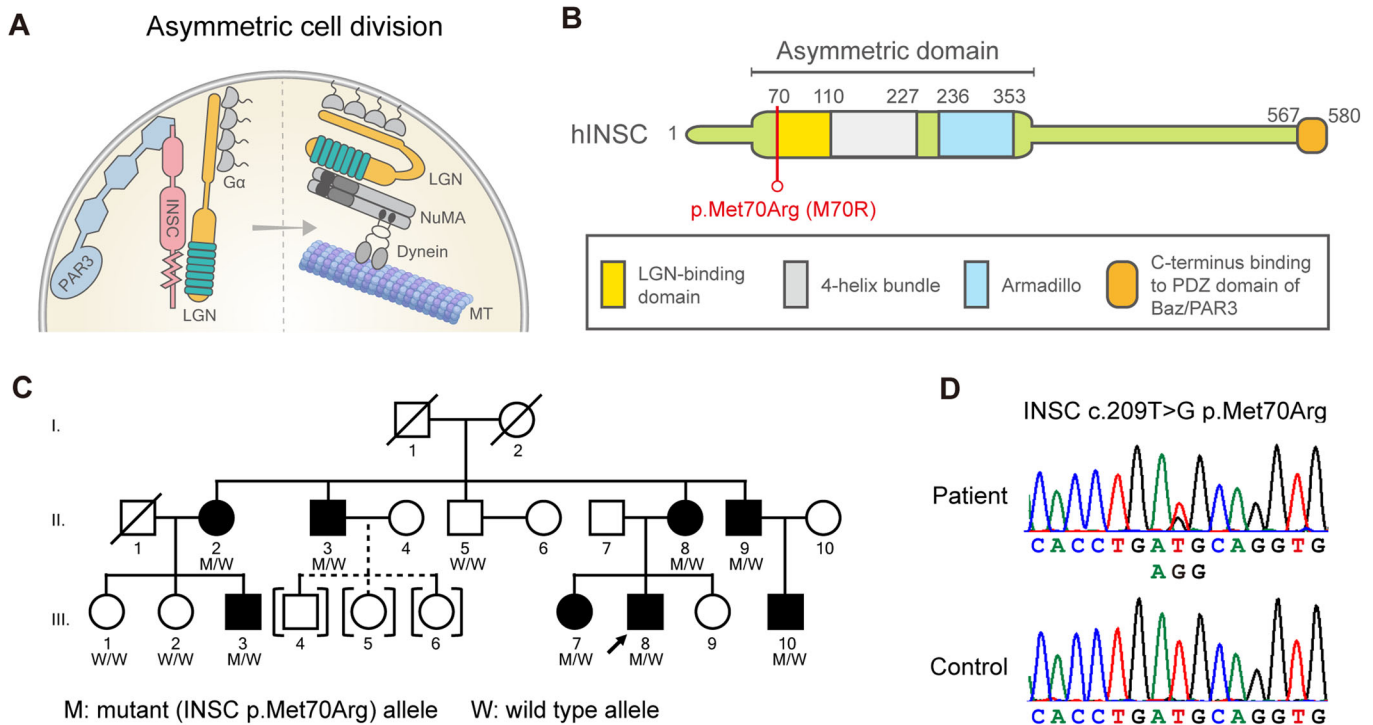 A
Asymmetric cell division
PAR3
INSC
LGN
Gα
LGN
NuMA
Dynein
MT
B
Asymmetric domain
70 110 227 236 353 567 580
hINSC 1
p.Met70Arg (M70R)
LGN-binding
domain
4-helix bundle
Armadillo
C-terminus binding
to PDZ domain of
Baz/PAR3
C
I.
1 2
II.
1 2 3 4 5 6 7 8 9 10
M/W M/W W/W M/W M/W
III.
1 2 3 4 5 6 7 8 9 10
W/W W/W M/W M/W M/W M/W
M: mutant (INSC p.Met70Arg) allele W: wild type allele
D
INSC c.209T>G p.Met70Arg
Patient
CACCTGATGCAGGTG
AGG
Control
CACCTGATGCAGGTG